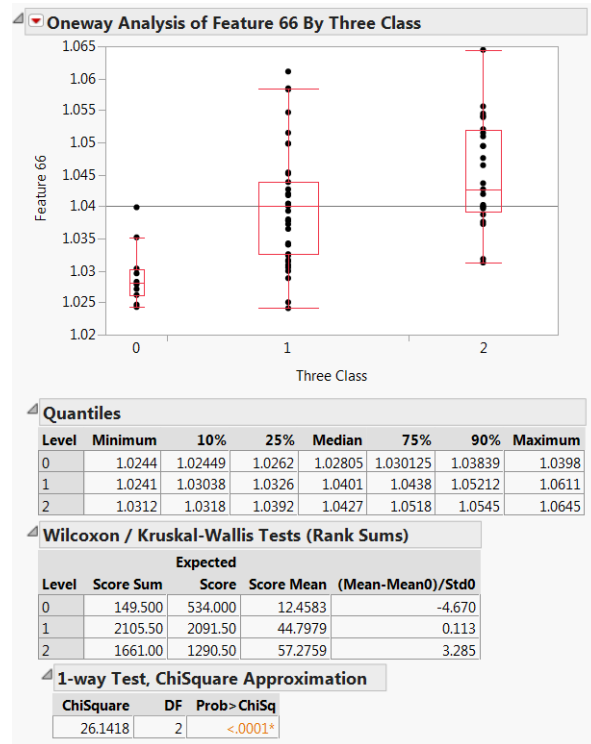 Oneway Analysis of Feature 66 By Three Class
1.065
1.06
1.055
1.05
1.045
1.04
1.035
1.03
1.025
1.02
Feature 66
0 1 2
Three Class
Quantiles
Level Minimum 10% 25% Median 75% 90% Maximum
0 1.0244 1.02449 1.0262 1.02805 1.030125 1.03839 1.0398
1 1.0241 1.03038 1.0326 1.0401 1.0438 1.05212 1.0611
2 1.0312 1.0318 1.0392 1.0427 1.0518 1.0545 1.0645
Wilcoxon / Kruskal-Wallis Tests (Rank Sums)
Expected
Level Score Sum Score Score Mean (Mean-Mean0)/Std0
0 149.500 534.000 12.4583 -4.670
1 2105.50 2091.50 44.7979 0.113
2 1661.00 1290.50 57.2759 3.285
1-way Test, ChiSquare Approximation
ChiSquare DF Prob>ChiSq
26.1418 2 <.0001*